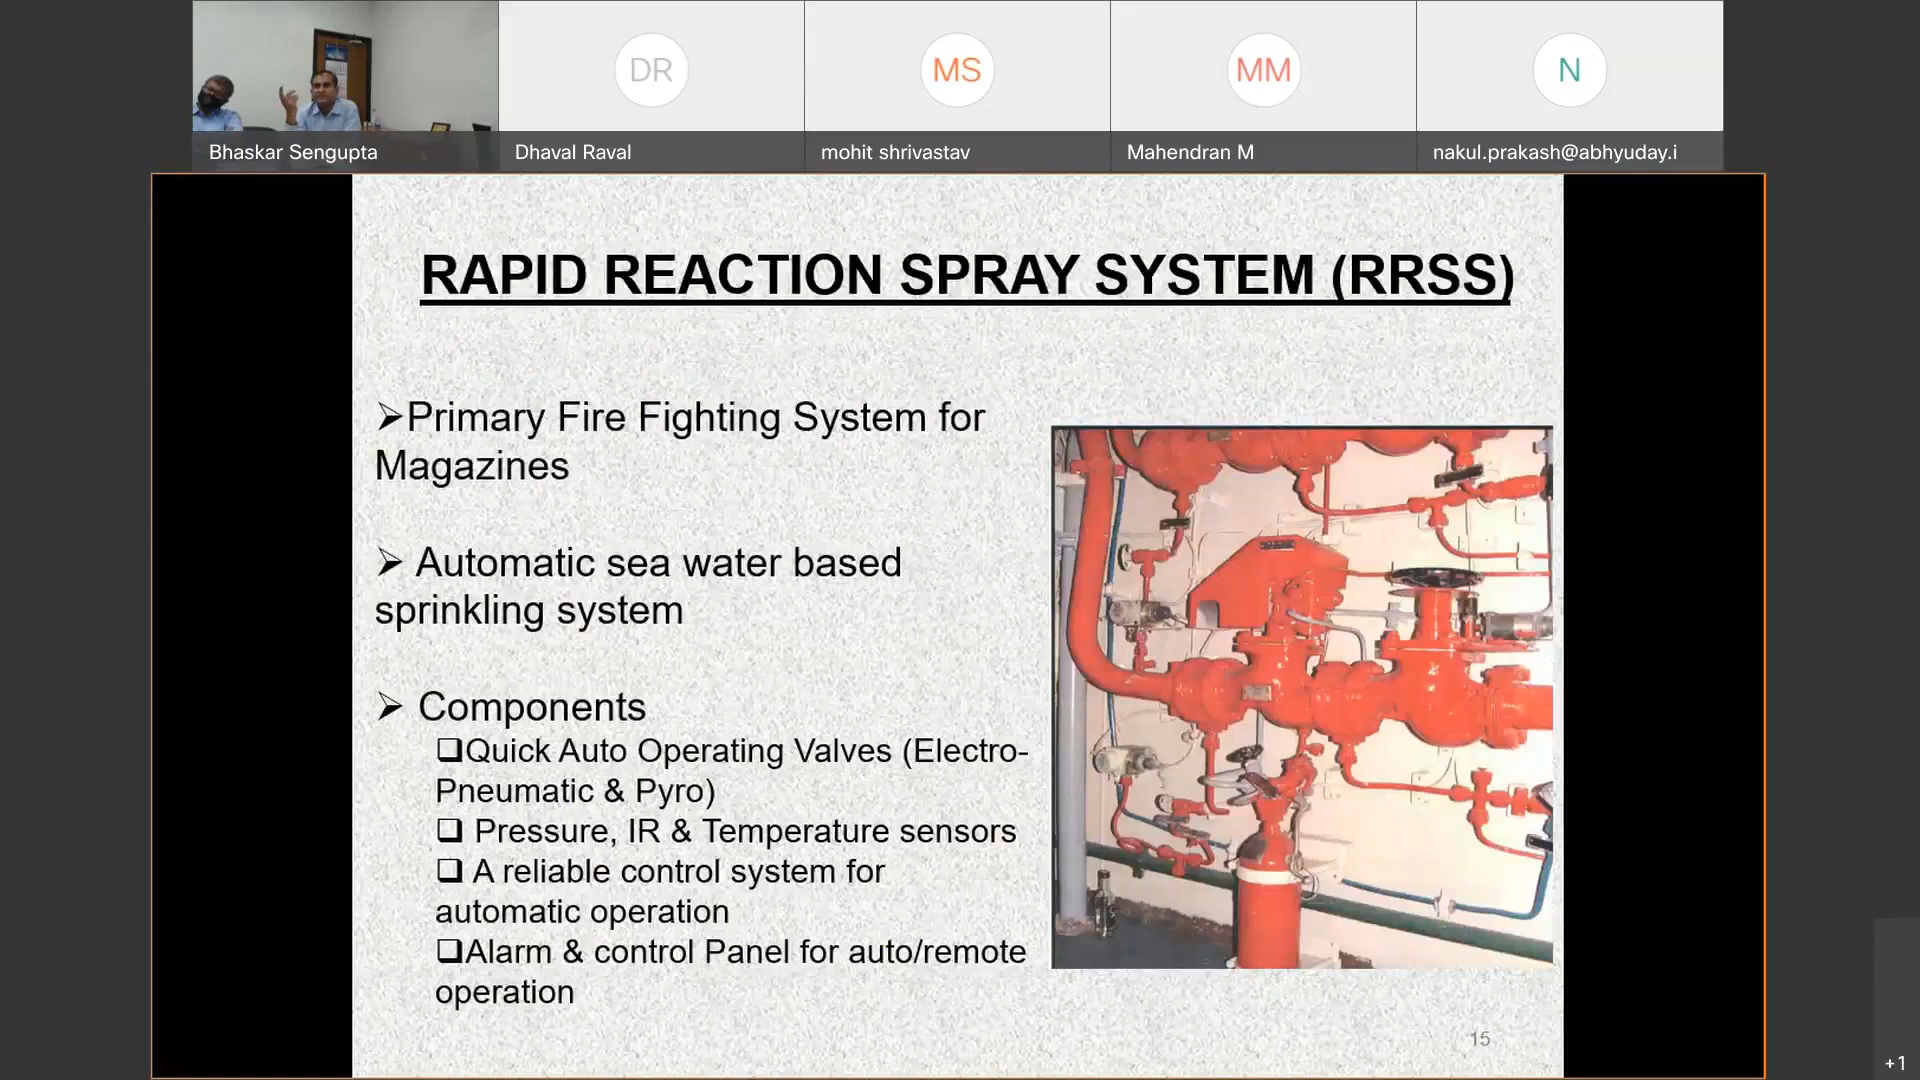 DR
MS
MM
N
Bhaskar Sengupta
Dhaval Raval
mohit shrivastav
Mahendran M
nakul.prakash@abhyuday.i
RAPID REACTION SPRAY SYSTEM (RRSS)
➢Primary Fire Fighting System for
Magazines
➢ Automatic sea water based
sprinkling system
➢ Components
❑Quick Auto Operating Valves (Electro-
Pneumatic & Pyro)
❑ Pressure, IR & Temperature sensors
❑ A reliable control system for
automatic operation
❑Alarm & control Panel for auto/remote
operation
15
+1